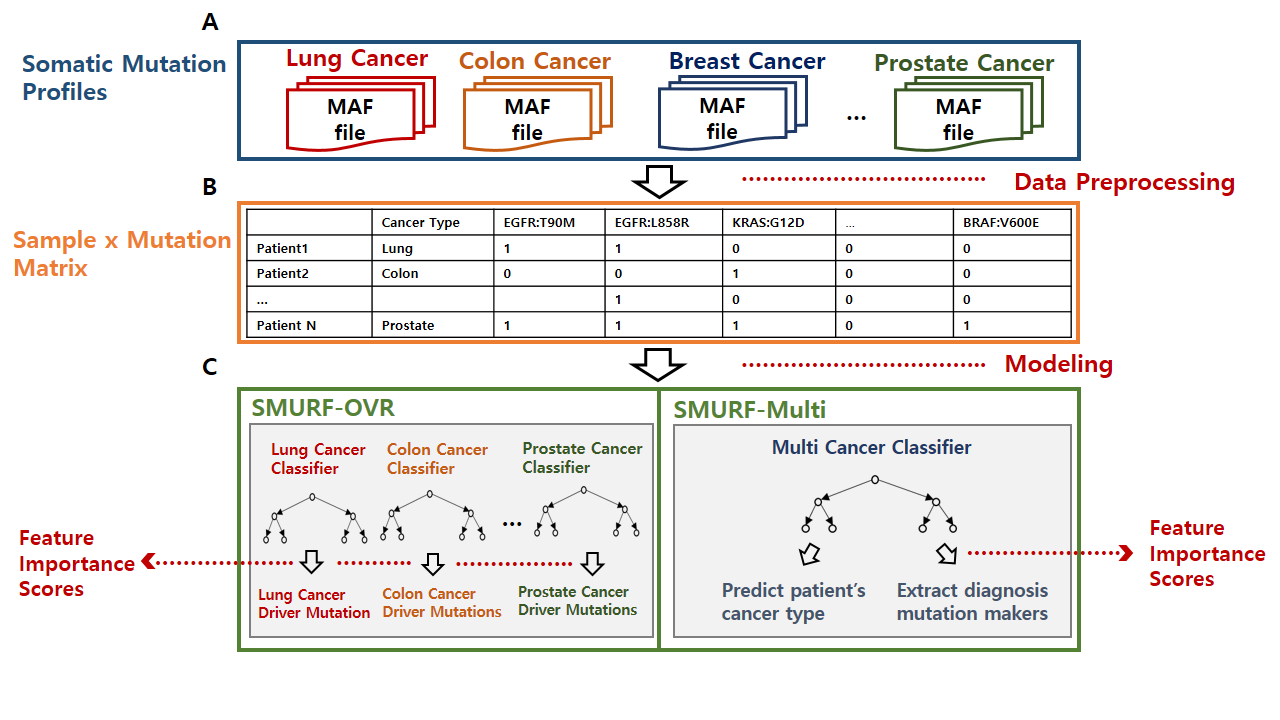 A
Somatic Mutation
Profiles
Lung Cancer
MAF
file
Colon Cancer
MAF
file
Breast Cancer
MAF
file
...
Prostate Cancer
MAF
file
Data Preprocessing
B
Sample x Mutation
Matrix
Cancer Type EGFR:T90M EGFR:L858R KRAS:G12D ... BRAF:V600E
Patient1 Lung 1 1 0 0 0
Patient2 Colon 0 0 1 0 0
... 1 0 0 0
Patient N Prostate 1 1 1 0 1
Modeling
C
SMURF-OVR
Lung Cancer
Classifier
Colon Cancer
Classifier
Prostate Cancer
Classifier
...
Feature
Importance
Scores
Lung Cancer
Driver Mutation
Colon Cancer
Driver Mutations
Prostate Cancer
Driver Mutations
SMURF-Multi
Multi Cancer Classifier
Predict patient's
cancer type
Extract diagnosis
mutation makers
Feature
Importance
Scores